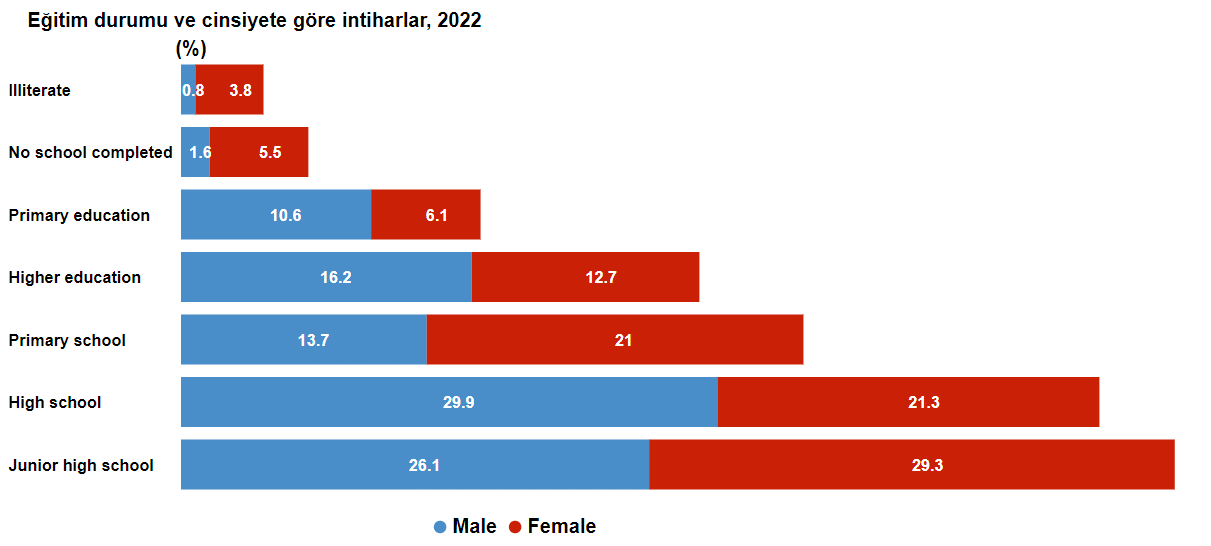 Eğitim durumu ve cinsiyete göre intiharlar, 2022
(%)
Illiterate 0.8 3.8
No school completed 1.6 5.5
Primary education 10.6 6.1
Higher education 16.2 12.7
Primary school 13.7 21
High school 29.9 21.3
Junior high school 26.1 29.3
Male Female